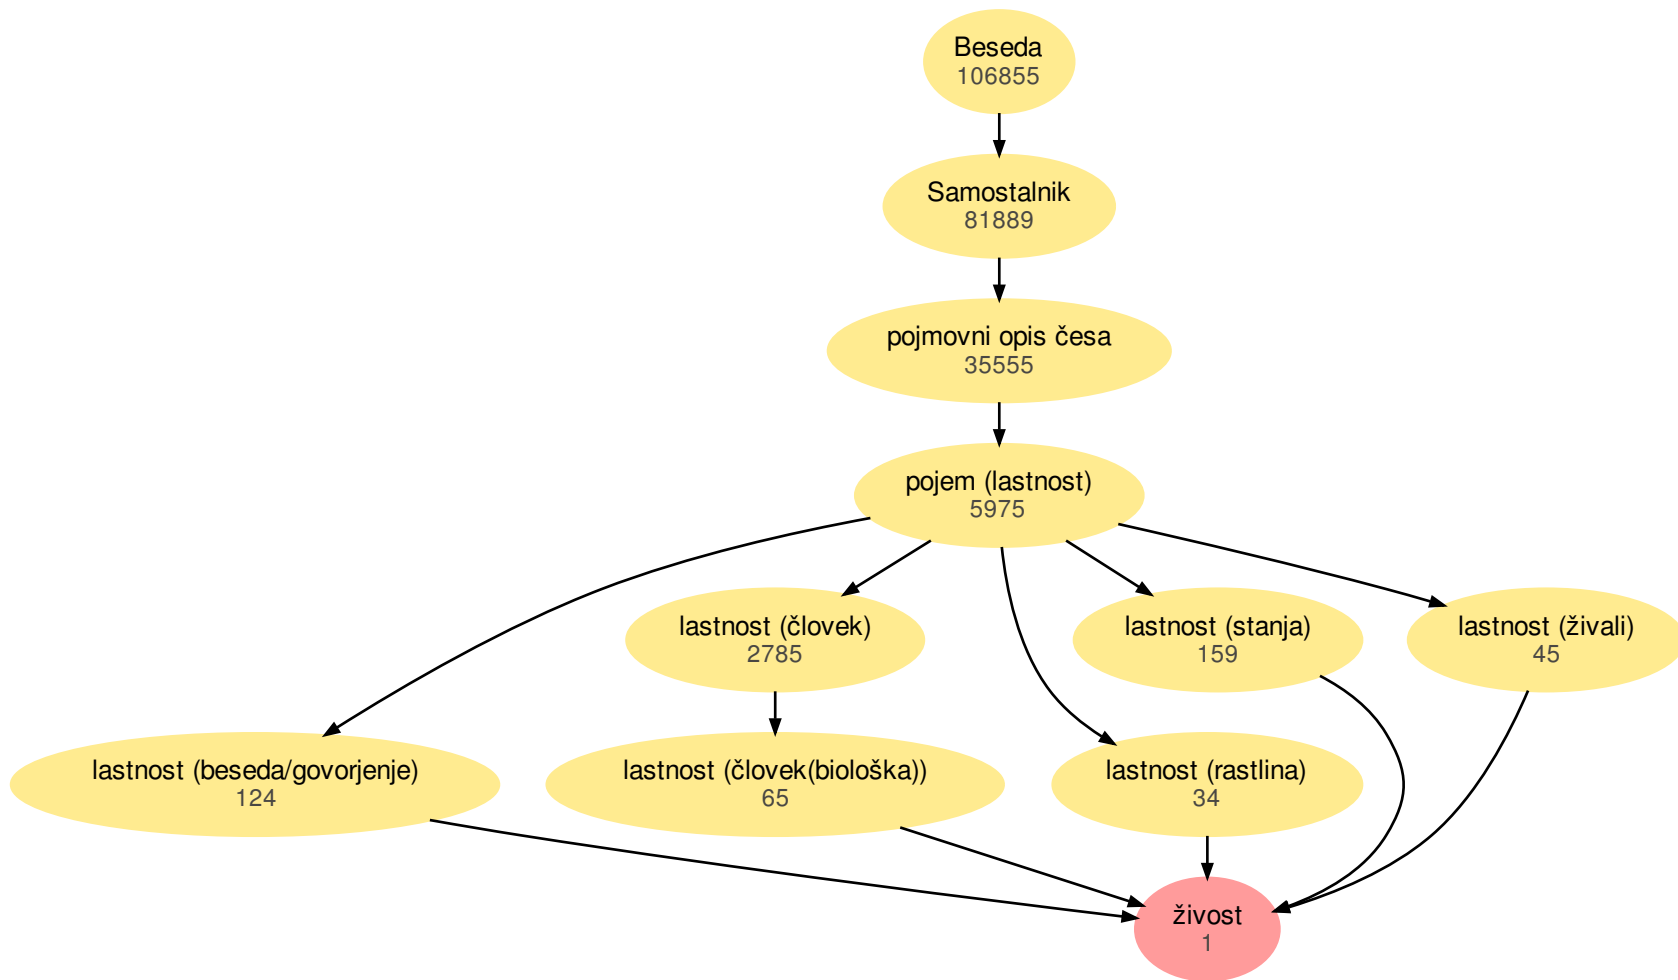 Beseda
106855
Samostalnik
81889
pojmovni opis česa
35555
pojem (lastnost)
5975
lastnost (človek)
2785
lastnost (stanja)
159
lastnost (živali)
45
lastnost (beseda/govorjenje)
124
lastnost (človek(biološka))
65
lastnost (rastlina)
34
živost
1